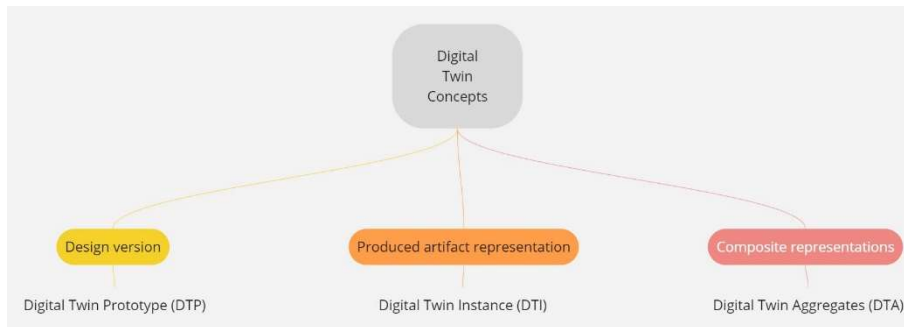 Digital
Twin
Concepts
Design version
Produced artifact representation
Composite representations
Digital Twin Prototype (DTP)
Digital Twin Instance (DTI)
Digital Twin Aggregates (DTA)